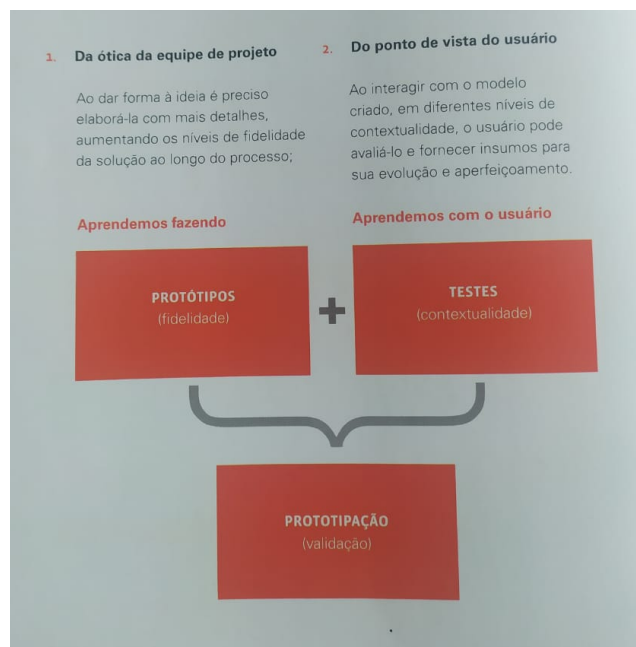 1. Da ótica da equipe de projeto
Ao dar forma à ideia é preciso
elaborá-la com mais detalhes,
aumentando os níveis de fidelidade
da solução ao longo do processo;
Aprendemos fazendo
PROTÓTIPOS
(fidelidade)
2. Do ponto de vista do usuário
Ao interagir com o modelo
criado, em diferentes níveis de
contextualidade, o usuário pode
avaliá-lo e fornecer insumos para
sua evolução e aperfeiçoamento.
Aprendemos com o usuário
+
TESTES
(contextualidade)
PROTOTIPAÇÃO
(validação)